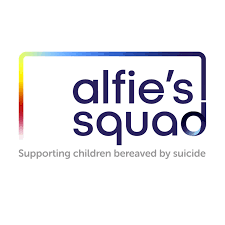 alfie's
squad
Supporting children bereaved by suicide